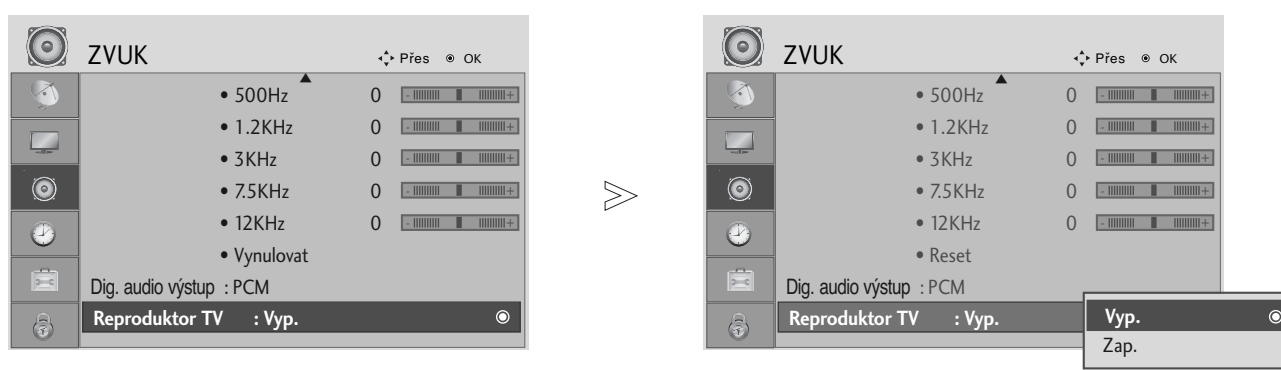 ZVUK
Přes OK
• 500Hz 0 - +
• 1.2KHz 0 - +
• 3KHz 0 - +
• 7.5KHz 0 - +
• 12KHz 0 - +
• Vynulovat
Dig. audio výstup : PCM
Reproduktor TV : Vyp.
ZVUK
Přes OK
• 500Hz 0 - +
• 1.2KHz 0 - +
• 3KHz 0 - +
• 7.5KHz 0 - +
• 12KHz 0 - +
• Reset
Dig. audio výstup : PCM
Reproduktor TV : Vyp.
Vyp.
Zap.